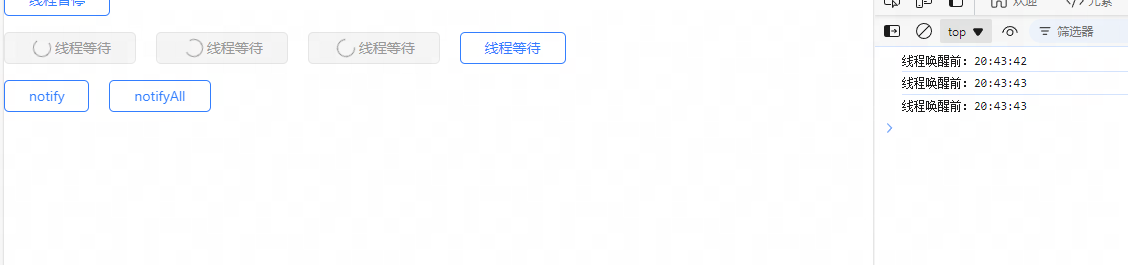 线程暂停
欢迎 </> 元素
线程等待 线程等待 线程等待 线程等待
top 筛选器
notify notifyAll
线程唤醒前: 20:43:42
线程唤醒前: 20:43:43
线程唤醒前: 20:43:43